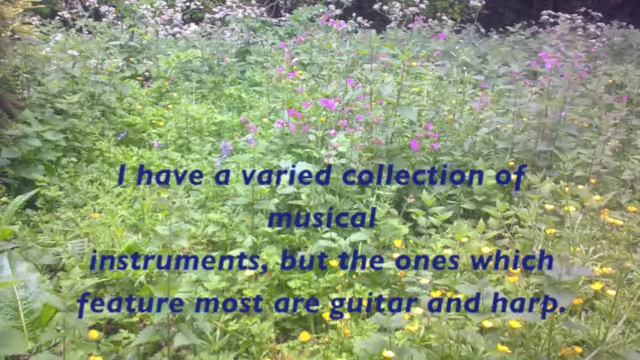 I have a varied collection of
musical
instruments, but the ones which
feature most are guitar and harp.